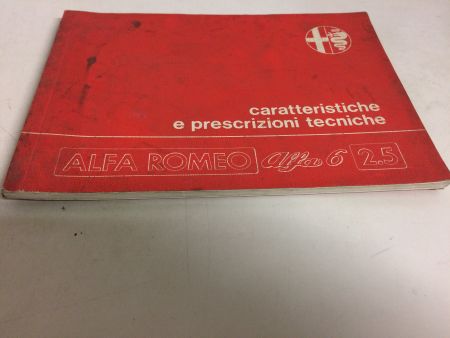 caratteristiche
e prescrizioni tecniche
ALFA ROMEO alfa 6 2.5